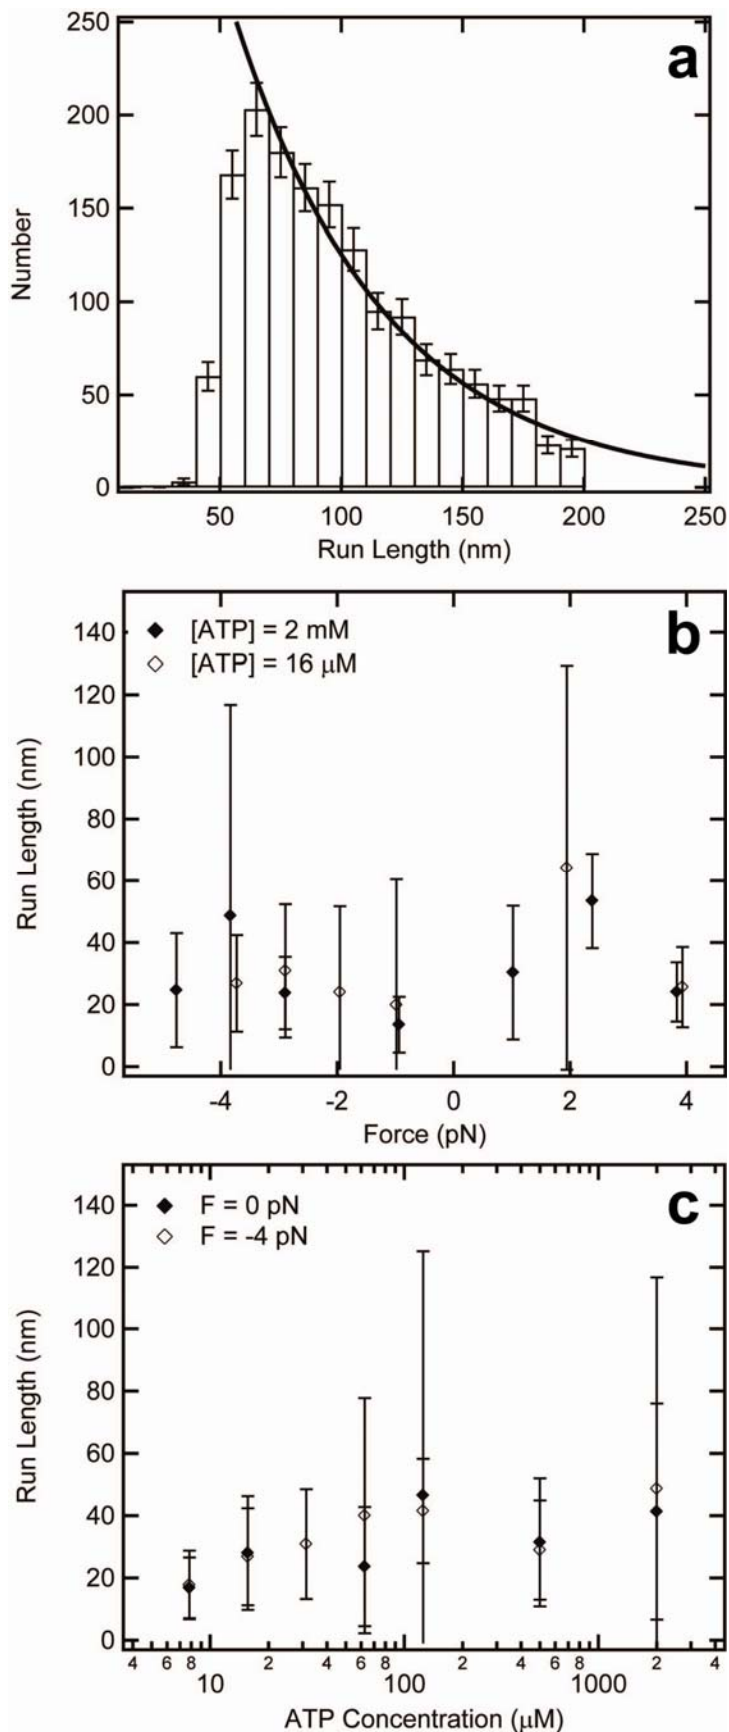 a
250
200
150
100
50
0
Number
50 100 150 200 250
Run Length (nm)
b
[ATP] = 2 mM
[ATP] = 16 μM
140
120
100
80
60
40
20
0
Run Length (nm)
-4 -2 0 2 4
Force (pN)
c
F = 0 pN
F = -4 pN
140
120
100
80
60
40
20
0
Run Length (nm)
4 6 8 2 4 6 8 2 4 6 8 2 4
10 100 1000
ATP Concentration (μM)